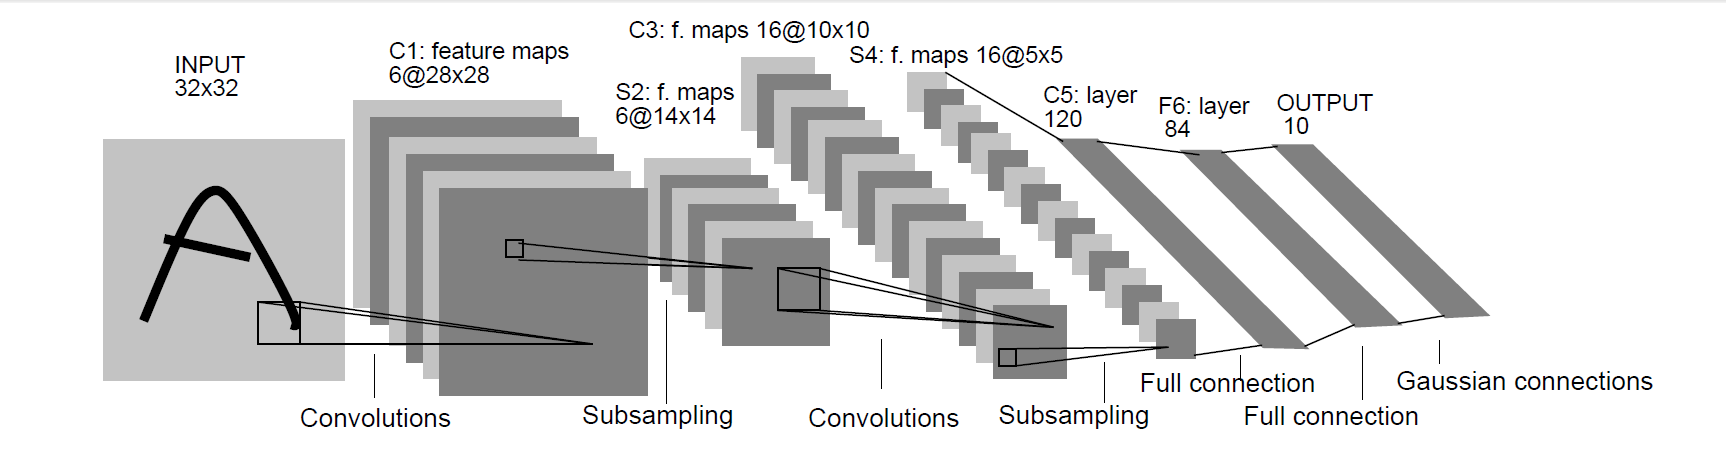 INPUT
32x32
C1: feature maps
6@28x28
S2: f. maps
6@14x14
C3: f. maps 16@10x10
S4: f. maps 16@5x5
C5: layer
120
F6: layer
84
OUTPUT
10
Convolutions
Subsampling
Convolutions
Subsampling
Full connection
Full connection
Gaussian connections